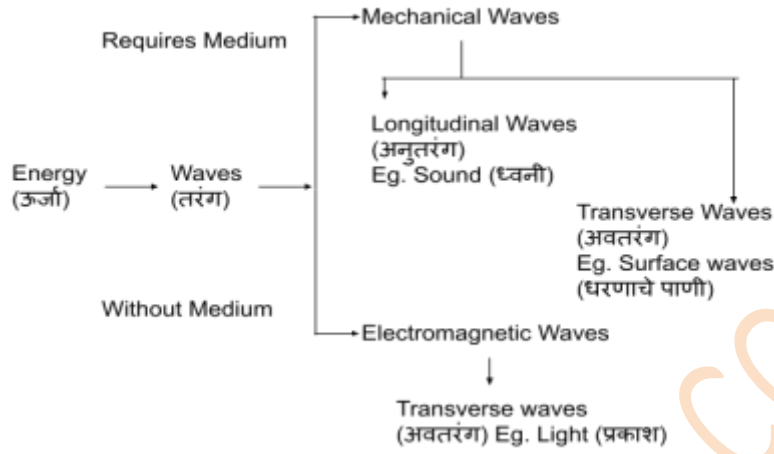 Requires Medium
Mechanical Waves
Longitudinal Waves
(अनुतरंग)
Eg. Sound (ध्वनी)
Energy
(ऊर्जा)
Waves
(तरंग)
Transverse Waves
(अवतरंग)
Eg. Surface waves
(धरणाचे पाणी)
Without Medium
Electromagnetic Waves
Transverse waves
(अवतरंग) Eg. Light (प्रकाश)